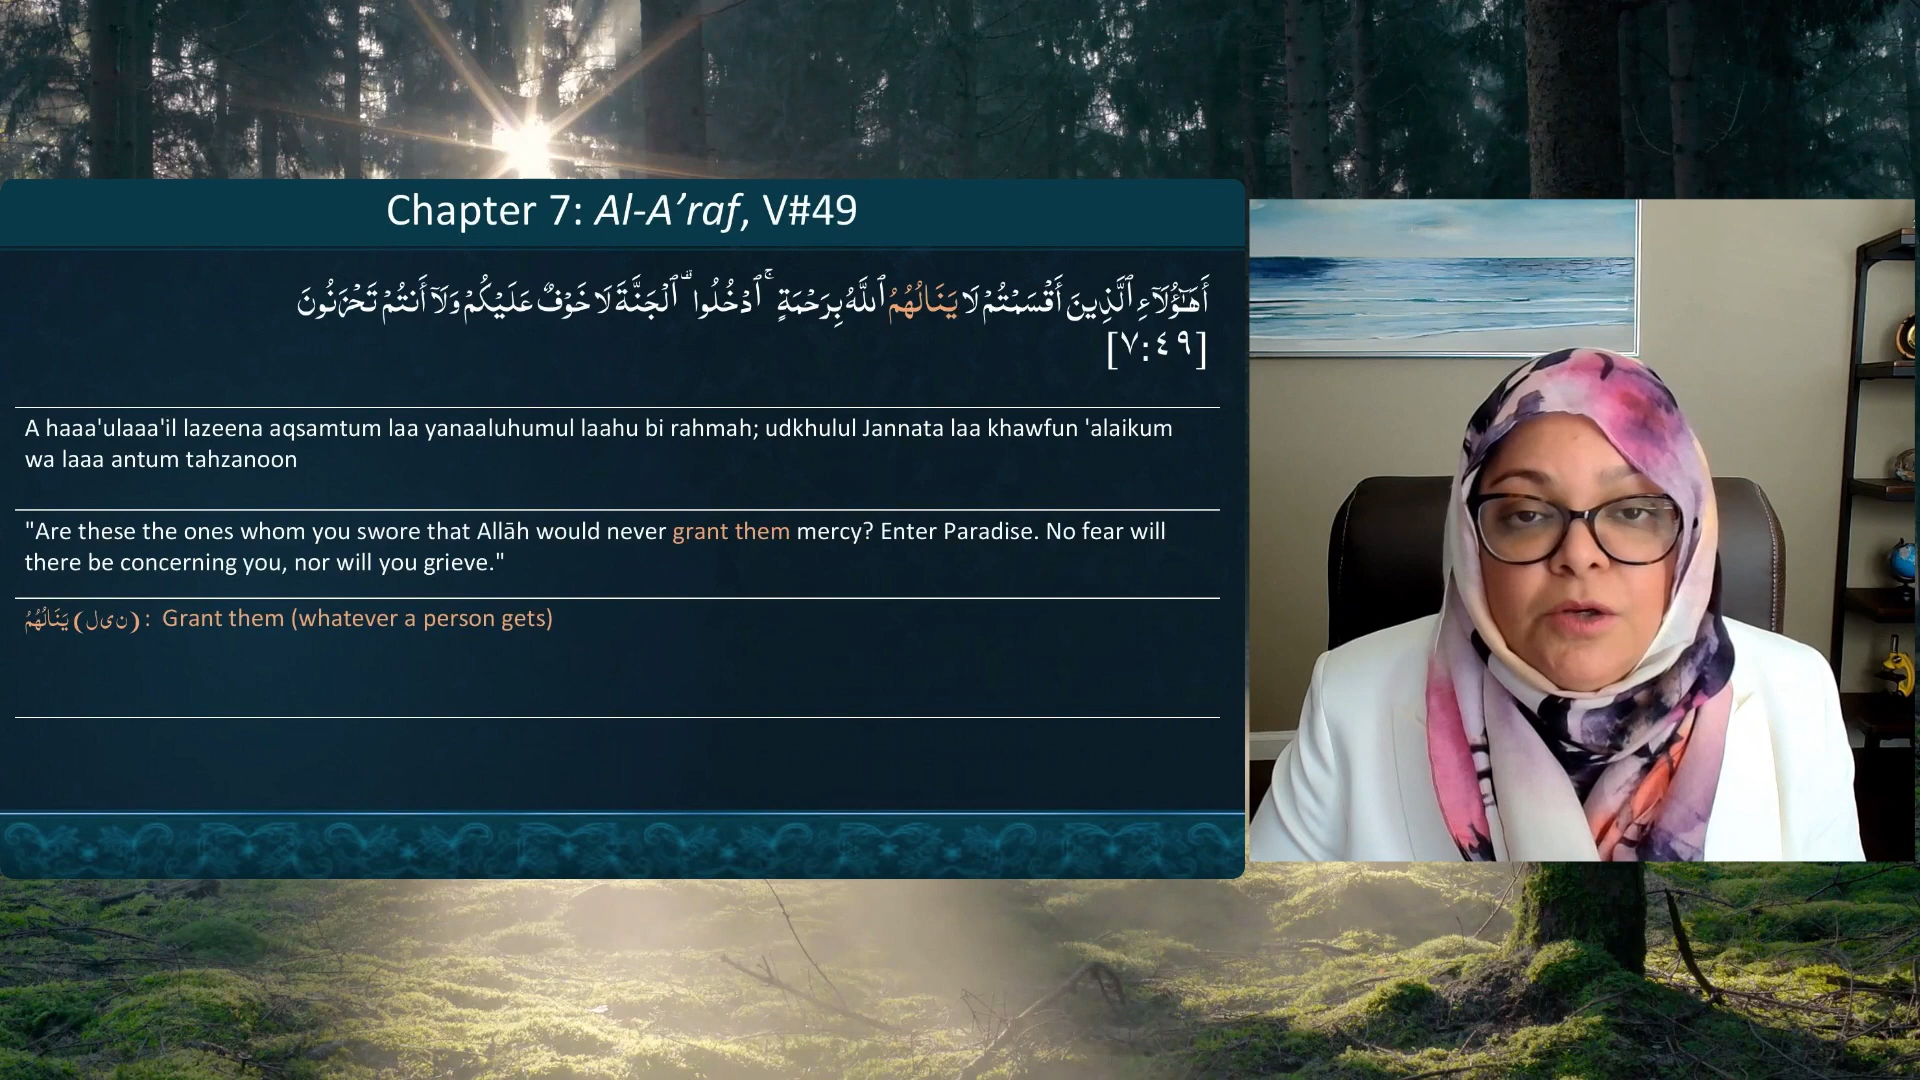 Chapter 7: Al-A’raf, V#49
أَهَـٰٓؤُلَآءِ ٱلَّذِينَ أَقْسَمْتُمْ لَا يَنَالُهُمُ ٱللَّهُ بِرَحْمَةٍ ۚ ٱدْخُلُوا۟ ٱلْجَنَّةَ لَا خَوْفٌ عَلَيْكُمْ وَلَآ أَنتُمْ تَحْزَنُونَ
[٧:٤٩]
A haaa'ulaaa'il lazeena aqsamtum laa yanaaluhumul laahu bi rahmah; udkhulul Jannata laa khawfun 'alaikum
wa laaa antum tahzanoon
"Are these the ones whom you swore that Allāh would never grant them mercy? Enter Paradise. No fear will
there be concerning you, nor will you grieve."
يَنَالُهُمُ (ن ی ل) : Grant them (whatever a person gets)